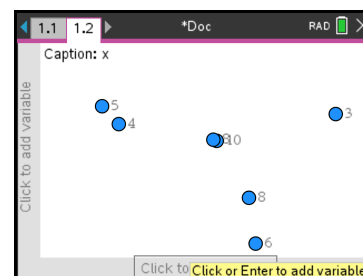 1.1 1.2 *Doc RAD
Caption: x
Click to add variable
5
4
3
10
8
6
Click to
Click or Enter to add variable